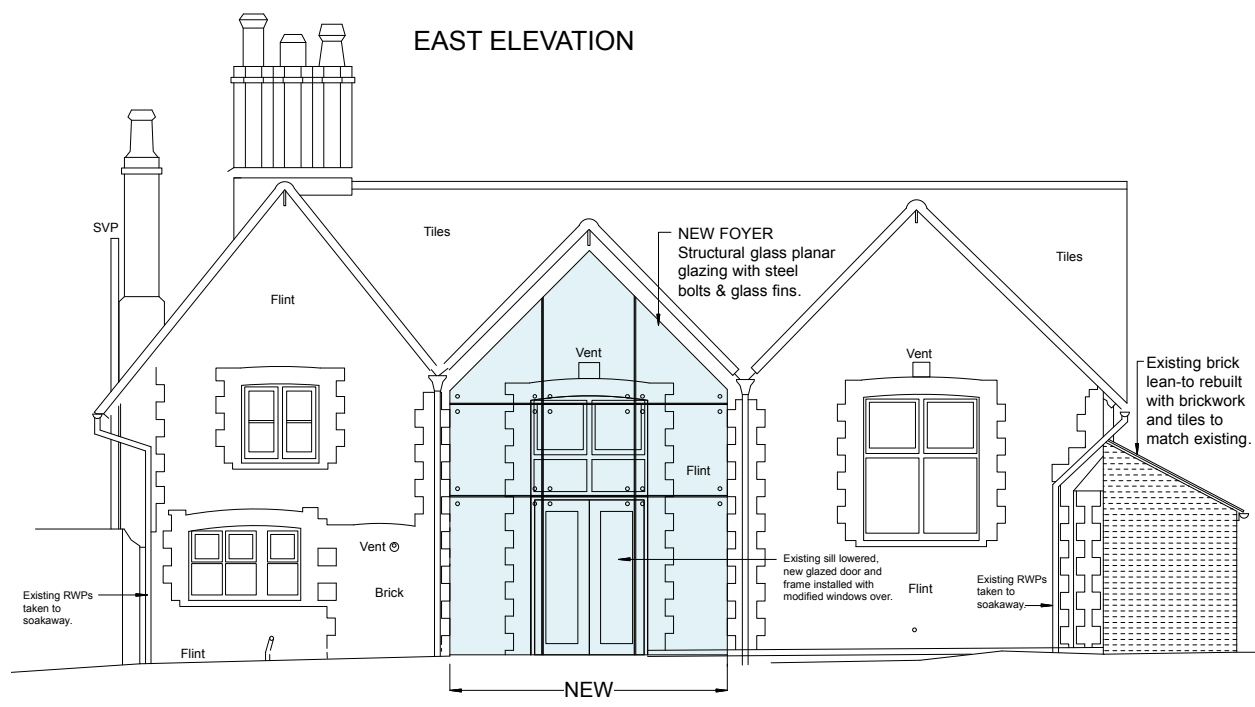 EAST ELEVATION
SVP
Tiles
NEW FOYER
Structural glass planar
glazing with steel
bolts & glass fins.
Tiles
Flint
Vent
Vent
Existing brick
lean-to rebuilt
with brickwork
and tiles to
match existing.
Flint
Vent
Brick
Existing sill lowered,
new glazed door and
frame installed with
modified windows over.
Flint
Existing RWPs
taken to
soakaway.
Existing RWPs
taken to
soakaway.
Flint
NEW